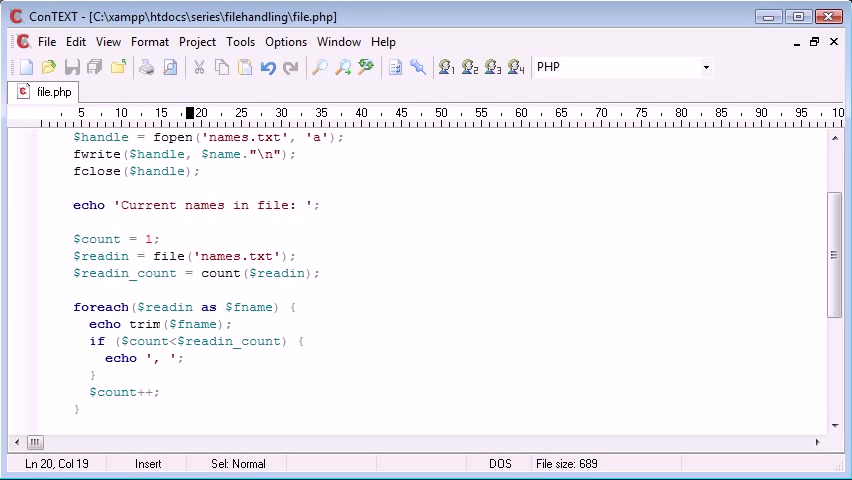 ConTEXT - [C:\xampp\htdocs\series\filehandling\file.php]
File Edit View Format Project Tools Options Window Help
1 2 3 4 PHP
file.php
5 10 15 20 25 30 35 40 45 50 55 60 65 70 75 80 85 90 95 10
$handle = fopen('names.txt', 'a');
fwrite($handle, $name."\n");
fclose($handle);
echo 'Current names in file: ';
$count = 1;
$readin = file('names.txt');
$readin_count = count($readin);
foreach($readin as $fname) {
echo trim($fname);
if ($count<$readin_count) {
echo ', ';
}
$count++;
}
Ln 20, Col 19 Insert Sel: Normal DOS File size: 689